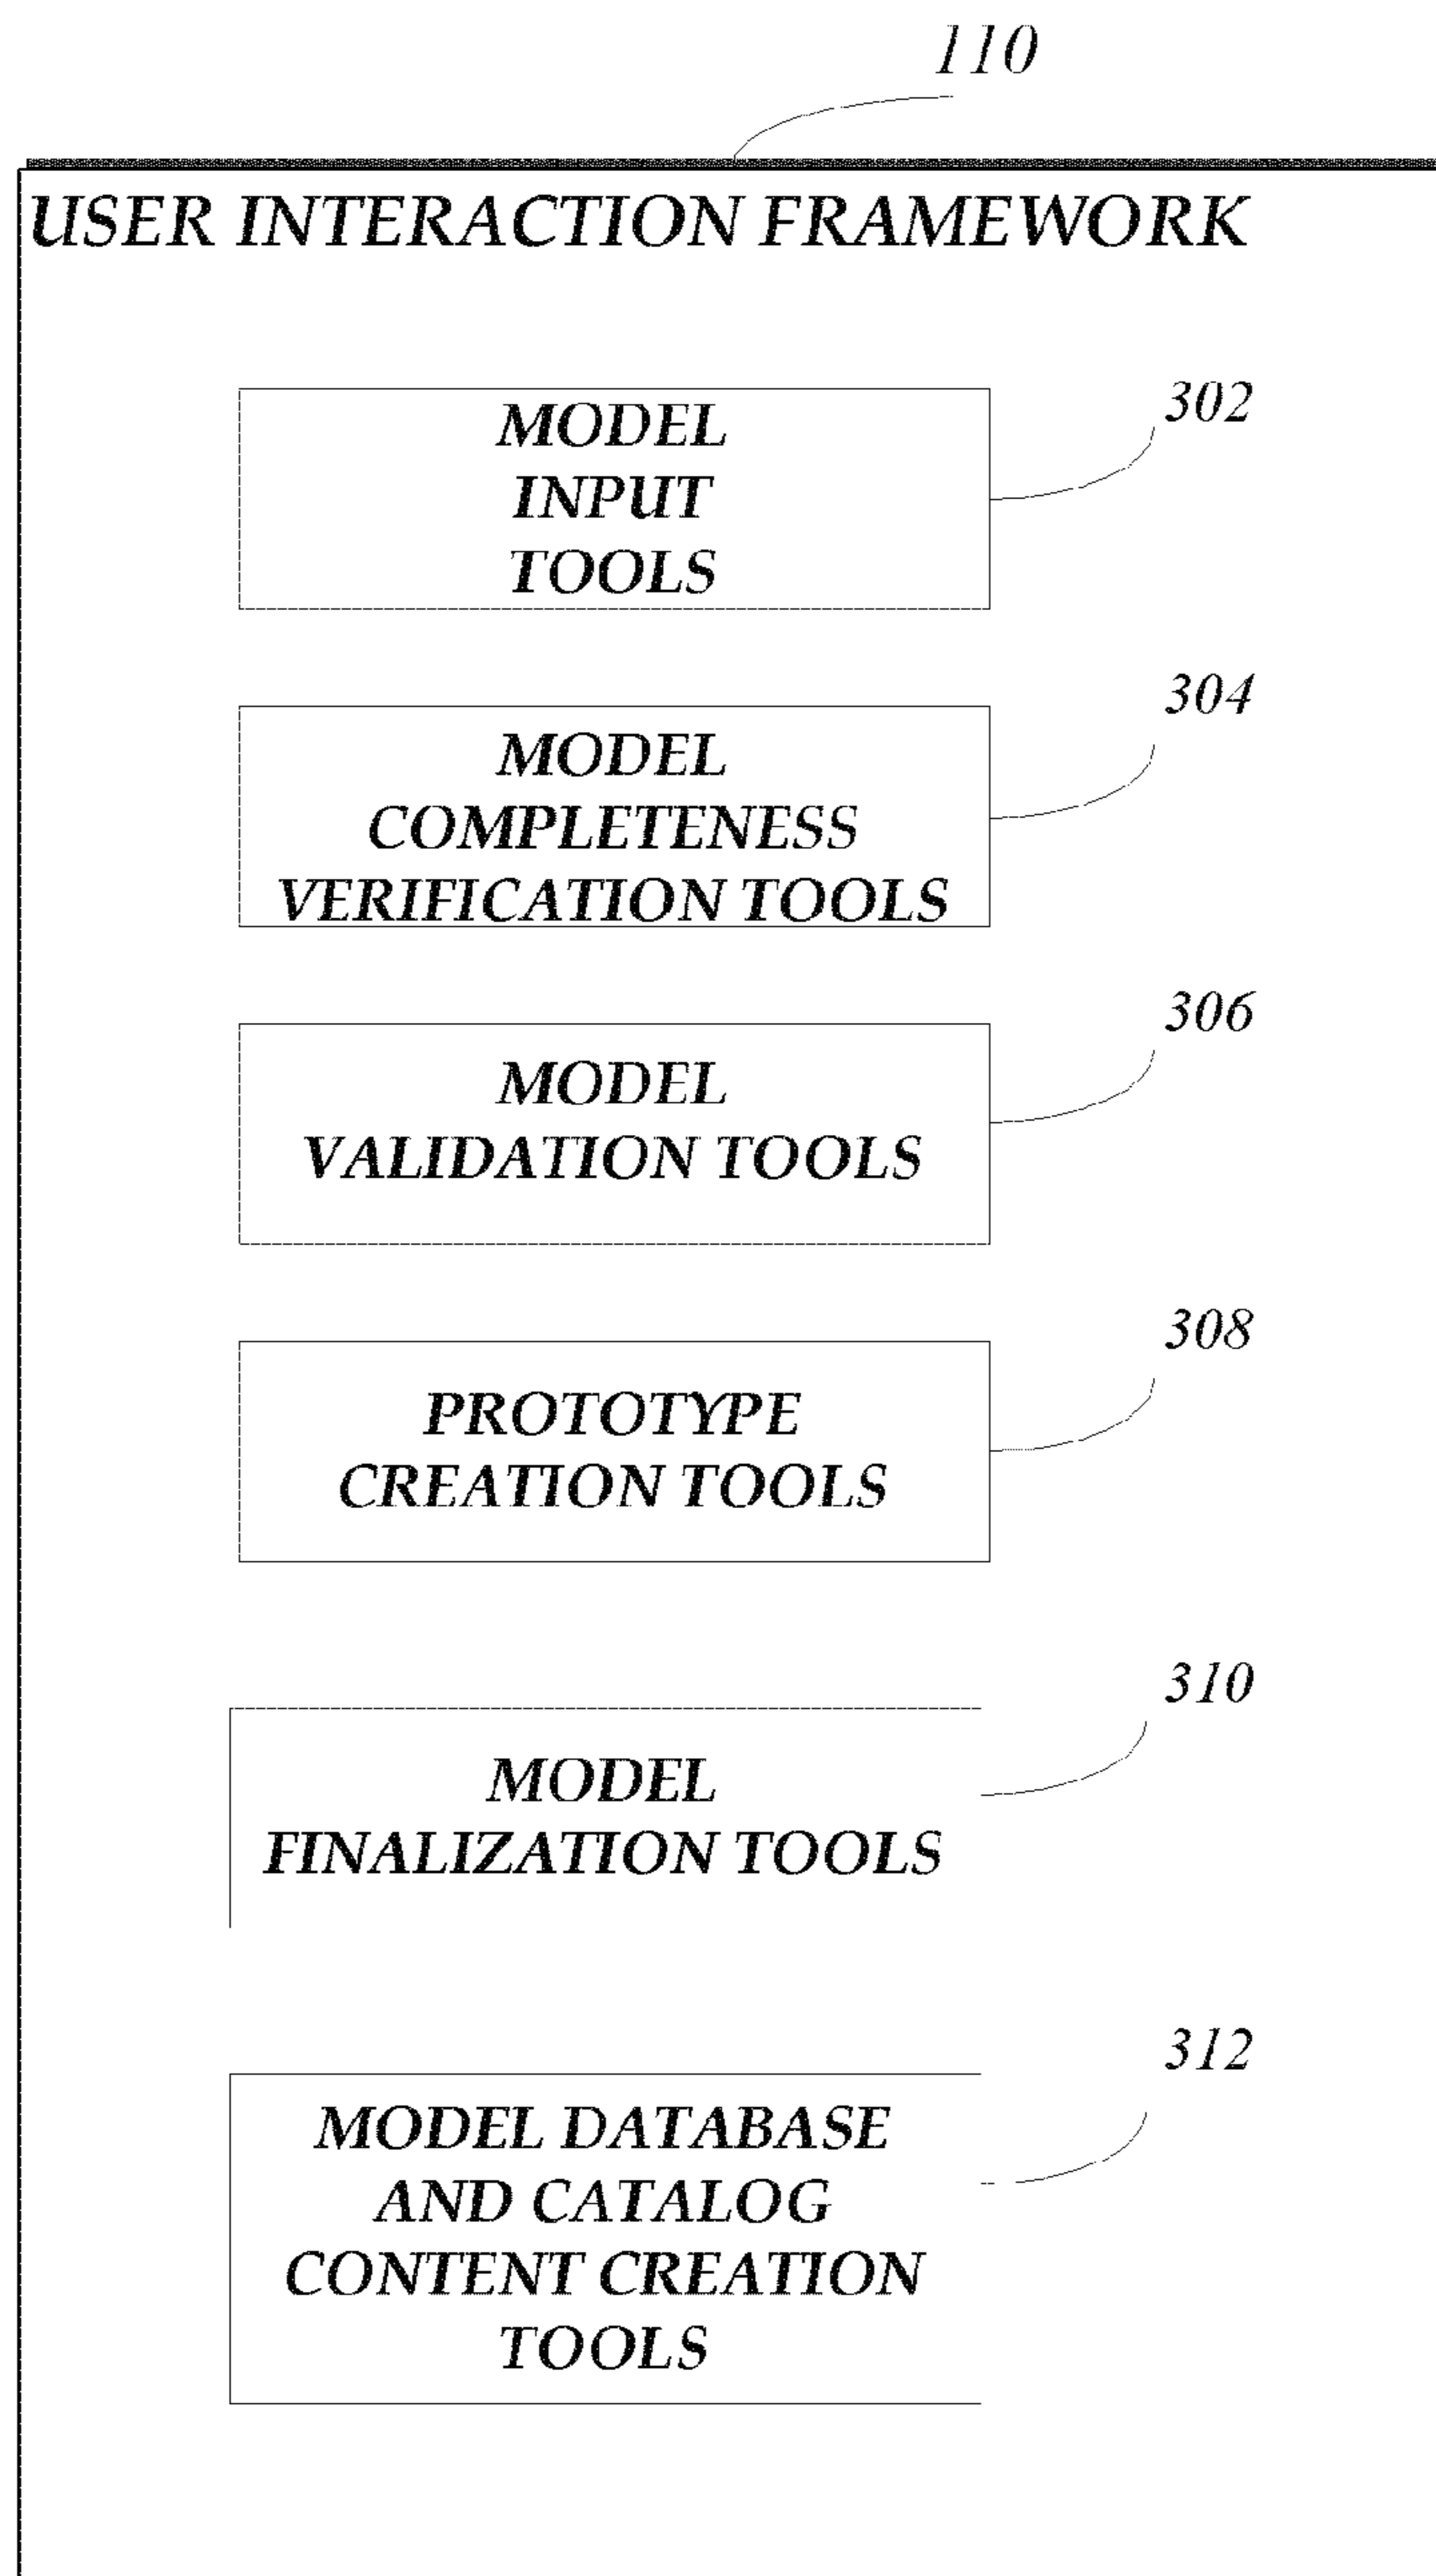 110
USER INTERACTION FRAMEWORK
302
MODEL
INPUT
TOOLS
304
MODEL
COMPLETENESS
VERIFICATION TOOLS
306
MODEL
VALIDATION TOOLS
308
PROTOTYPE
CREATION TOOLS
310
MODEL
FINALIZATION TOOLS
312
MODEL DATABASE
AND CATALOG
CONTENT CREATION
TOOLS